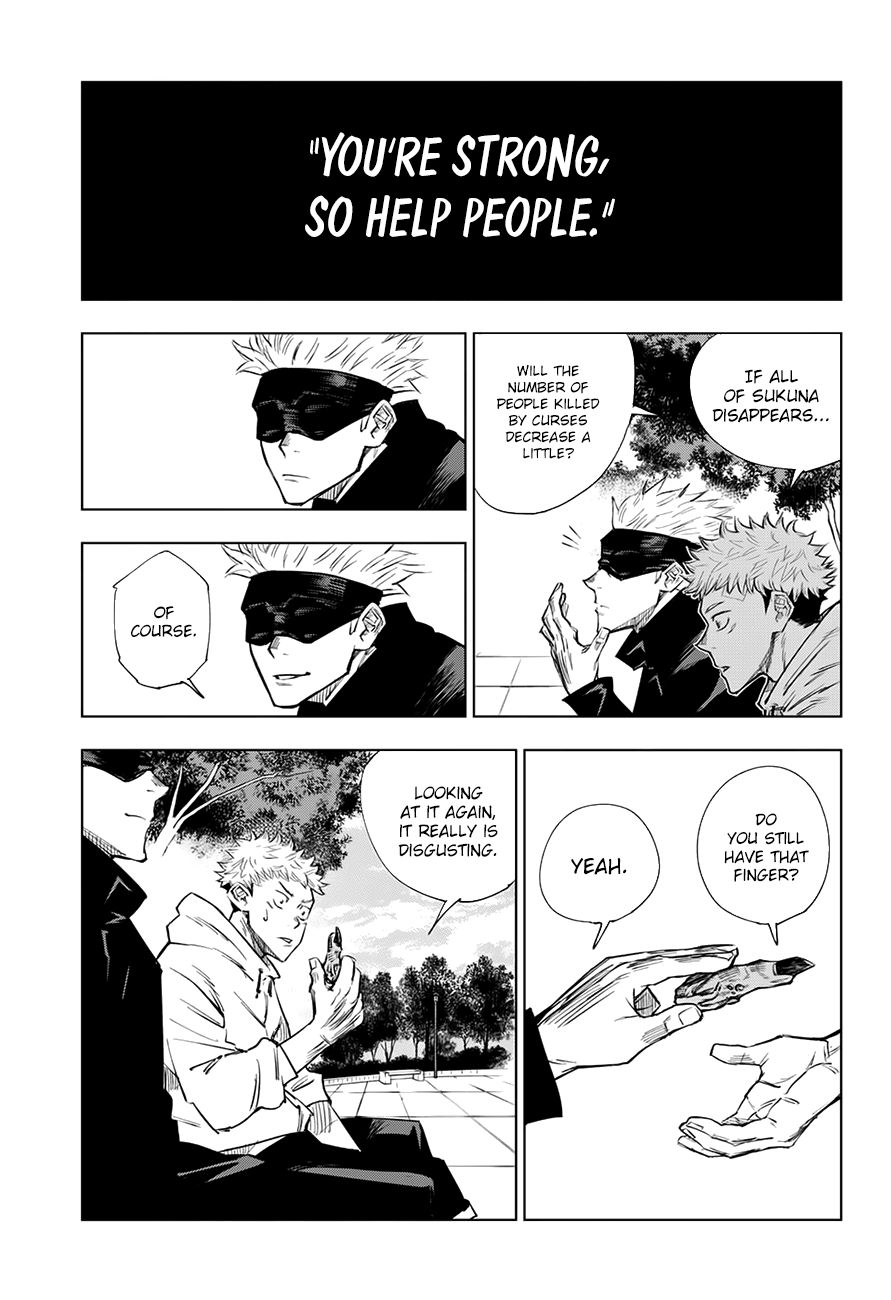 "YOU'RE STRONG,
SO HELP PEOPLE."
IF ALL
OF SUKUNA
DISAPPEARS...
WILL THE
NUMBER OF
PEOPLE KILLED
BY CURSES
DECREASE A
LITTLE?
OF
COURSE.
DO
YOU STILL
HAVE THAT
FINGER?
YEAH.
LOOKING
AT IT AGAIN,
IT REALLY IS
DISGUSTING.